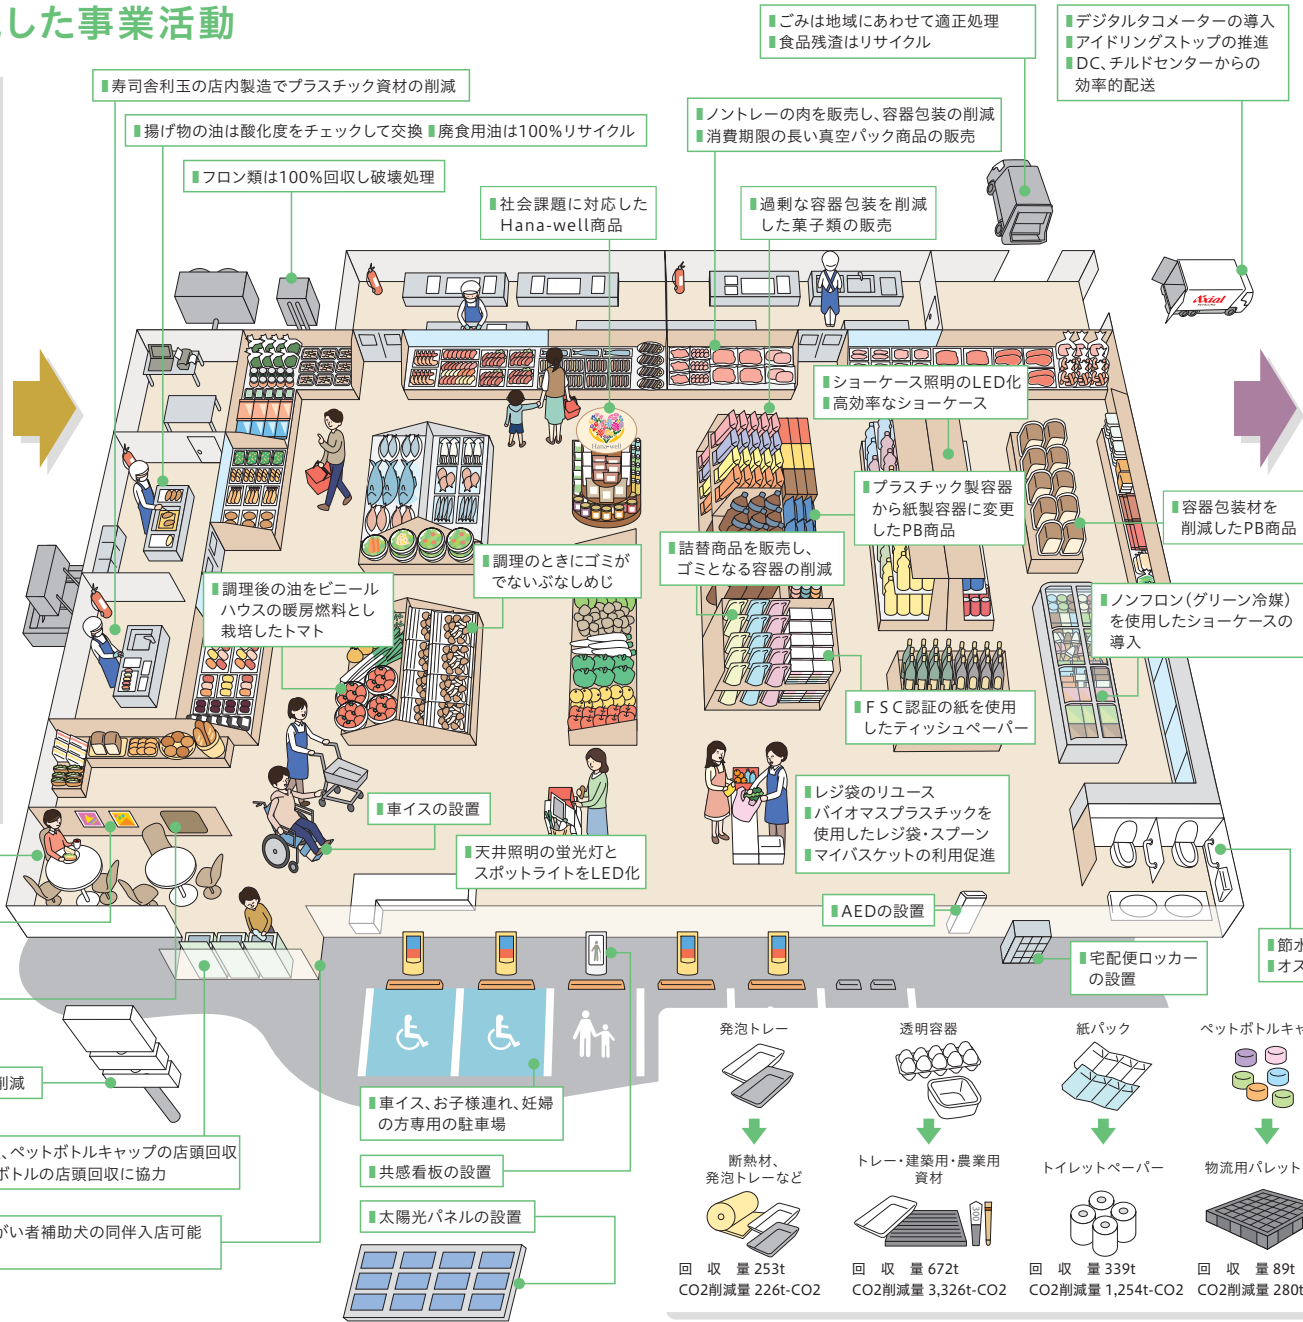 した事業活動
ごみは地域にあわせて適正処理
食品残渣はリサイクル
デジタルタコメーターの導入
アイドリングストップの推進
DC、チルドセンターからの
効率的配送
寿司舎利玉の店内製造でプラスチック資材の削減
揚げ物の油は酸化度をチェックして交換 廃食用油は100%リサイクル
ノントレーの肉を販売し、容器包装の削減
消費期限の長い真空パック商品の販売
フロン類は100%回収し破壊処理
社会課題に対応した
Hana-well商品
過剰な容器包装を削減
した菓子類の販売
Axial
Hana-well
ショーケース照明のLED化
高効率なショーケース
プラスチック製容器
から紙製容器に変更
したPB商品
容器包装材を
削減したPB商品
調理のときにゴミが
でないぶなしめじ
詰替商品を販売し、
ゴミとなる容器の削減
調理後の油をビニール
ハウスの暖房燃料とし
栽培したトマト
ノンフロン(グリーン冷媒)
を使用したショーケースの
導入
FSC認証の紙を使用
したティッシュペーパー
車イスの設置
レジ袋のリユース
バイオマスプラスチックを
使用したレジ袋・スプーン
マイバスケットの利用促進
天井照明の蛍光灯と
スポットライトをLED化
AEDの設置
宅配便ロッカー
の設置
節水
オス
削減
車イス、お子様連れ、妊婦
の方専用の駐車場
、ペットボトルキャップの店頭回収
ボトルの店頭回収に協力
共感看板の設置
がい者補助犬の同伴入店可能
太陽光パネルの設置
発泡トレー
透明容器
紙パック
ペットボトルキャ
断熱材、
発泡トレーなど
トレー・建築用・農業用
資材
トイレットペーパー
物流用パレット
300
回収量 253t
CO2削減量 226t-CO2
回収量 672t
CO2削減量 3,326t-CO2
回収量 339t
CO2削減量 1,254t-CO2
回収量 89t
CO2削減量 280t